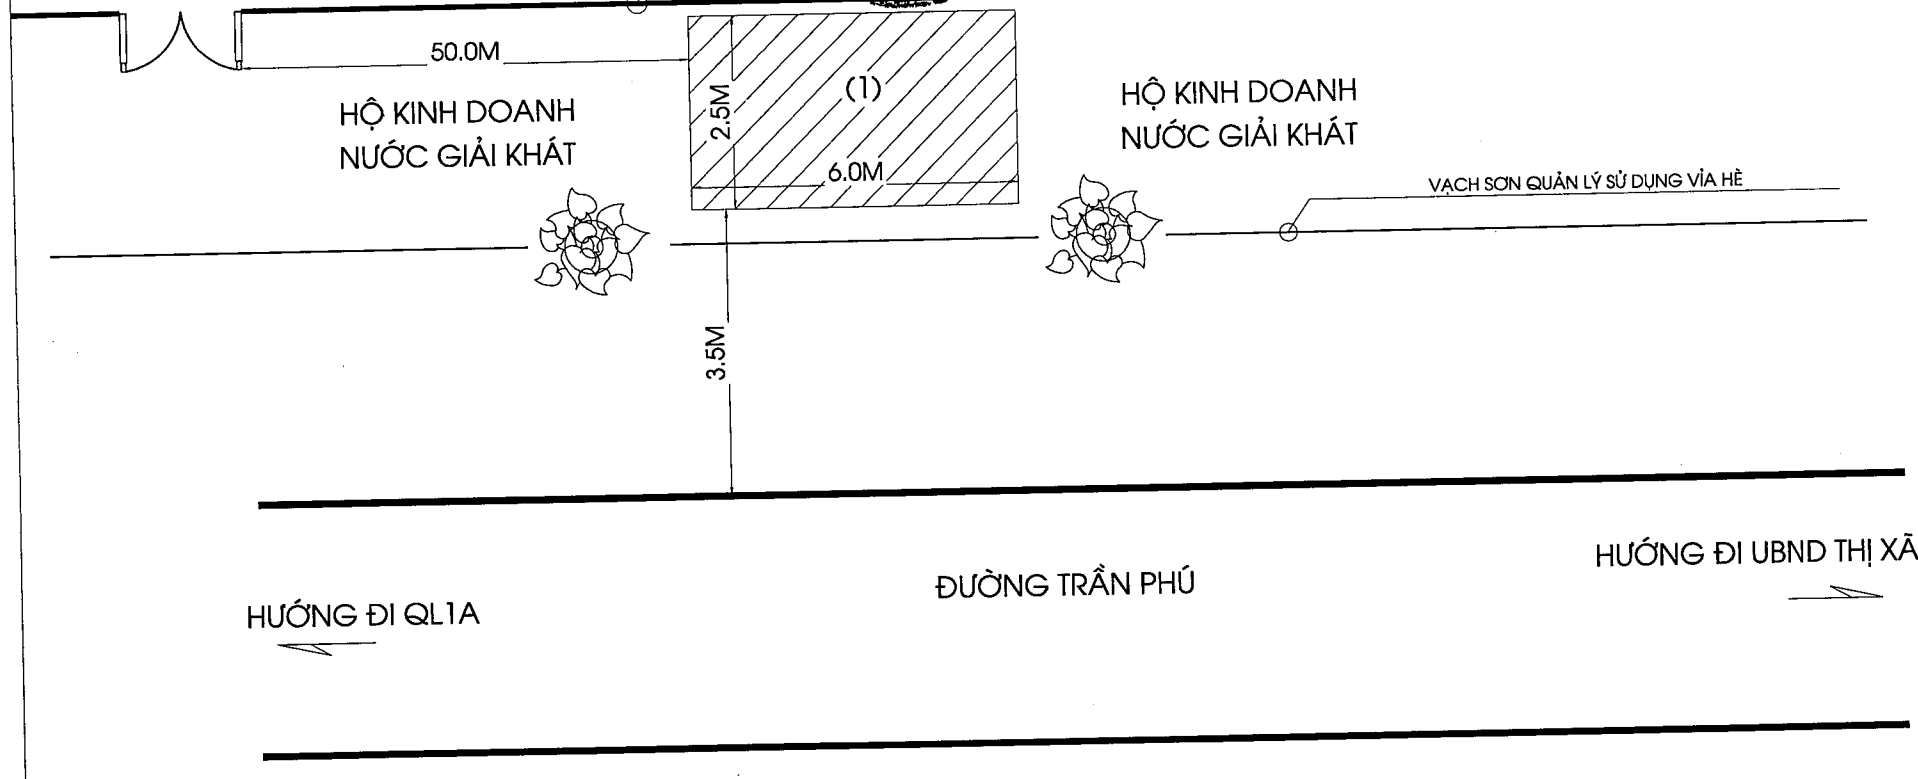 50.0M
(1)
2.5M
6.0M
HỘ KINH DOANH
NƯỚC GIẢI KHÁT
HỘ KINH DOANH
NƯỚC GIẢI KHÁT
VẠCH SƠN QUẢN LÝ SỬ DỤNG VỈA HÈ
3.5M
HƯỚNG ĐI QL1A
ĐƯỜNG TRẦN PHÚ
HƯỚNG ĐI UBND THỊ XÃ